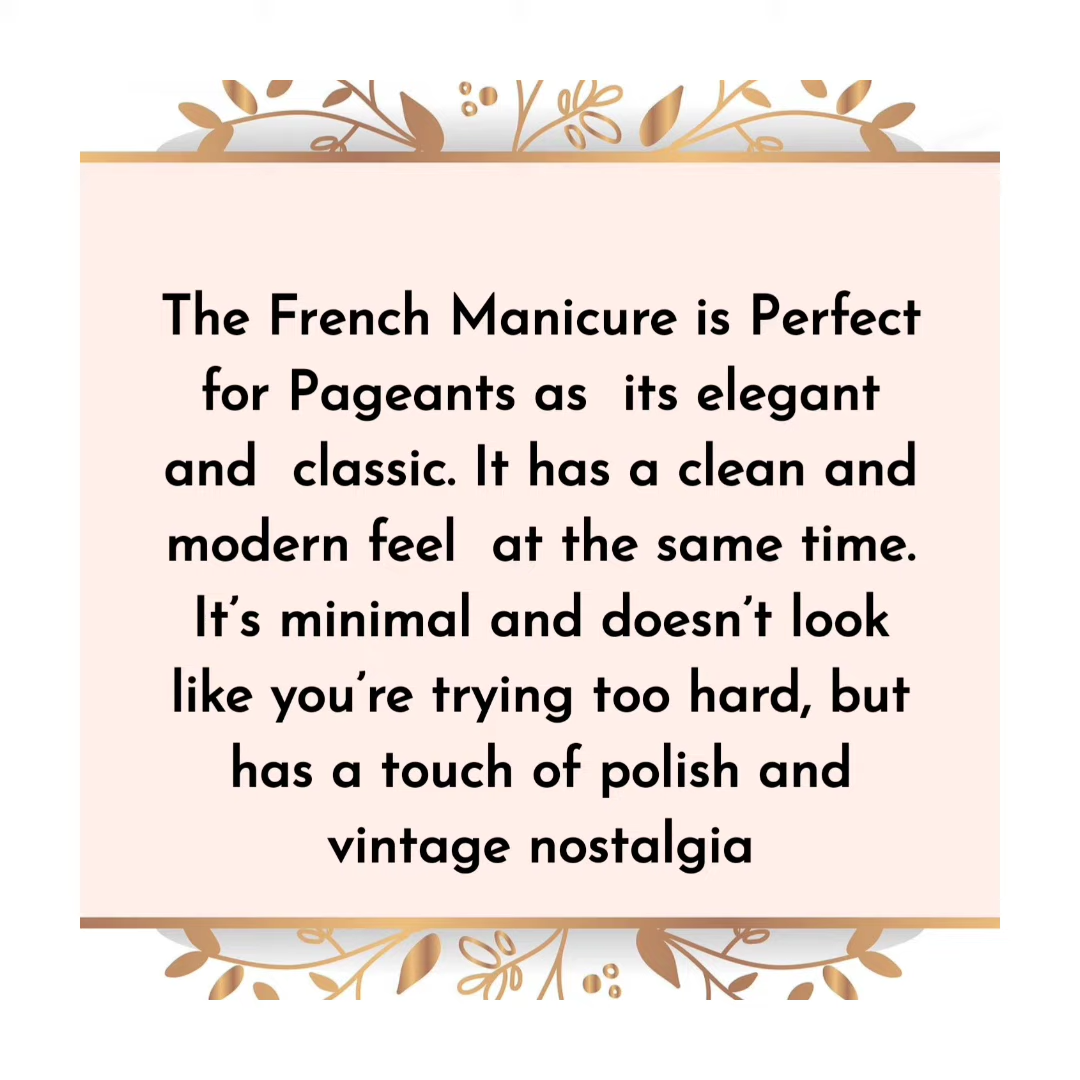 The French Manicure is Perfect
for Pageants as  its elegant
and  classic. It has a clean and
modern feel  at the same time.
It’s minimal and doesn’t look
like you’re trying too hard, but
has a touch of polish and
vintage nostalgia